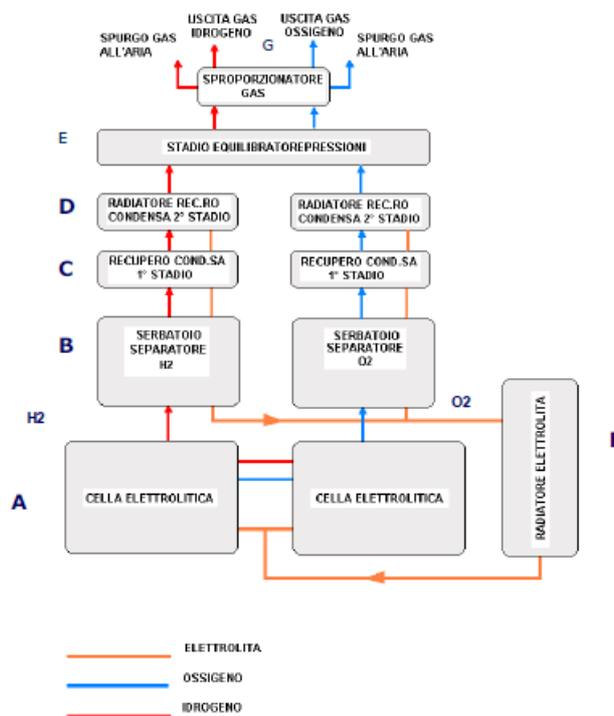 USCITA GAS
IDROGENO
USCITA GAS
OSSIGENO
SPURGO GAS
ALL'ARIA
G
SPURGO GAS
ALL'ARIA
SPROPORZIONATORE
GAS
E
STADIO EQUILIBRATOREPRESSIONI
D
RADIATORE REC.RO
CONDENSA 2° STADIO
RADIATORE REC.RO
CONDENSA 2° STADIO
C
RECUPERO COND.SA
1° STADIO
RECUPERO COND.SA
1° STADIO
B
SERBATOIO
SEPARATORE
H2
SERBATOIO
SEPARATORE
O2
H2
O2
A
CELLA ELETTROLITICA
CELLA ELETTROLITICA
RADIATORE ELETTROLITA
ELETTROLITA
OSSIGENO
IDROGENO